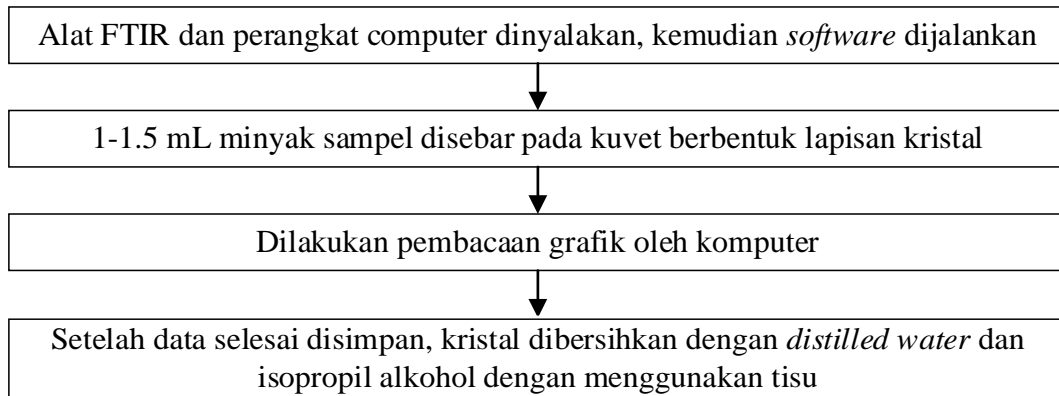 Alat FTIR dan perangkat computer dinyalakan, kemudian software dijalankan
1-1.5 mL minyak sampel disebar pada kuvet berbentuk lapisan kristal
Dilakukan pembacaan grafik oleh komputer
Setelah data selesai disimpan, kristal dibersihkan dengan distilled water dan
isopropil alkohol dengan menggunakan tisu